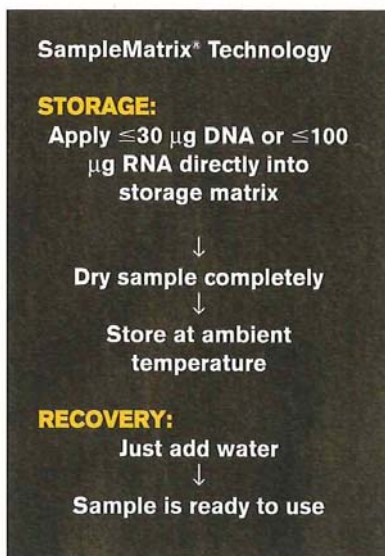 SampleMatrix® Technology
STORAGE:
Apply ≤30 µg DNA or ≤100
µg RNA directly into
storage matrix
↓
Dry sample completely
↓
Store at ambient
temperature
RECOVERY:
Just add water
↓
Sample is ready to use